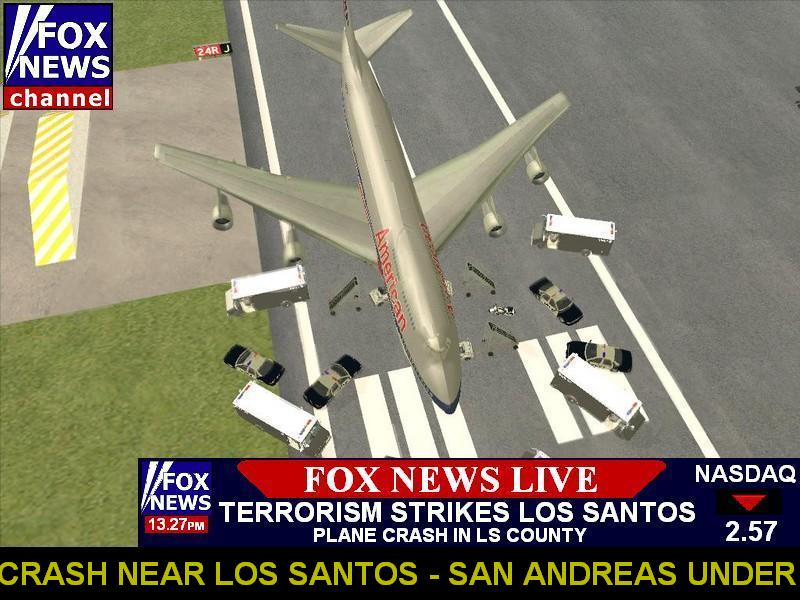 FOX
NEWS
channel
24R J
American
FOX
NEWS
13.27PM
FOX NEWS LIVE
TERRORISM STRIKES LOS SANTOS
PLANE CRASH IN LS COUNTY
NASDAQ
2.57
CRASH NEAR LOS SANTOS - SAN ANDREAS UNDER